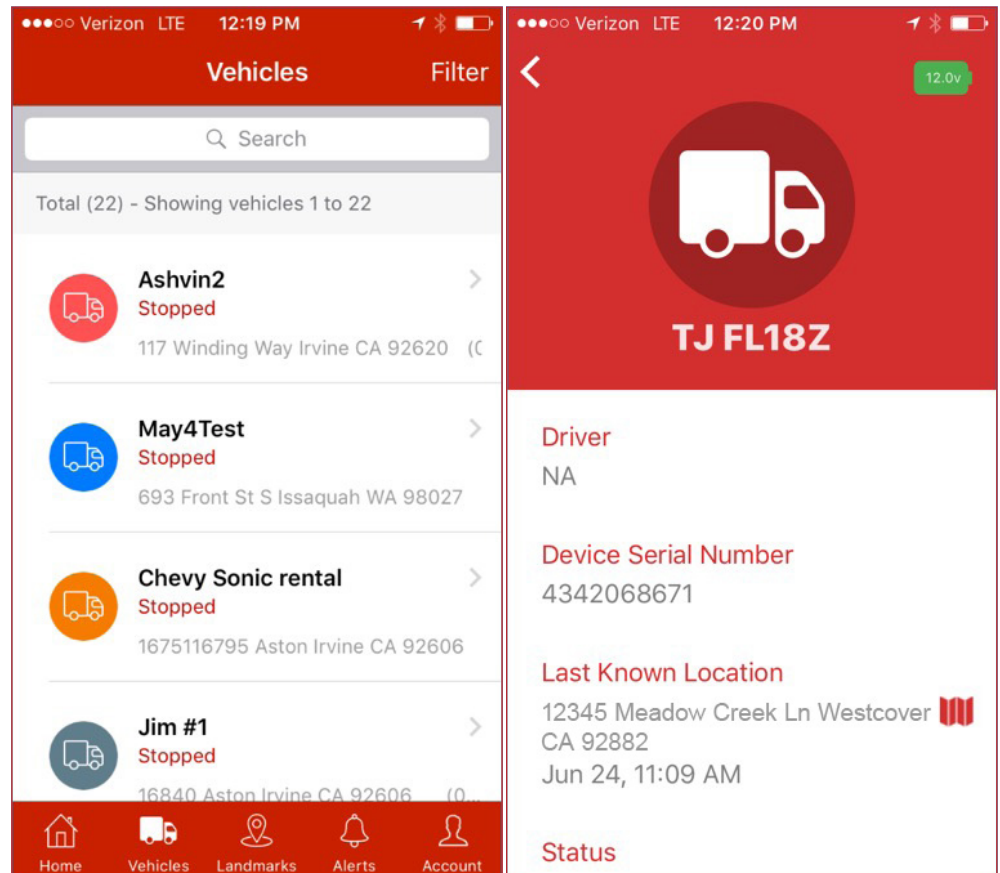 Verizon LTE 12:19 PM
Vehicles Filter
Search
Total (22) - Showing vehicles 1 to 22
Ashvin2
Stopped
117 Winding Way Irvine CA 92620 (0
May4Test
Stopped
693 Front St S Issaquah WA 98027
Chevy Sonic rental
Stopped
1675116795 Aston Irvine CA 92606
Jim #1
Stopped
16840 Aston Irvine CA 92606 (0...
Home Vehicles Landmarks Alerts Account
Verizon LTE 12:20 PM
12.0v
TJ FL18Z
Driver
NA
Device Serial Number
4342068671
Last Known Location
12345 Meadow Creek Ln Westcover
CA 92882
Jun 24, 11:09 AM
Status